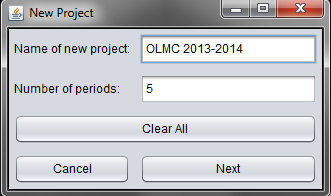 New Project
Name of new project: OLMC 2013-2014
Number of periods: 5
Clear All
Cancel Next